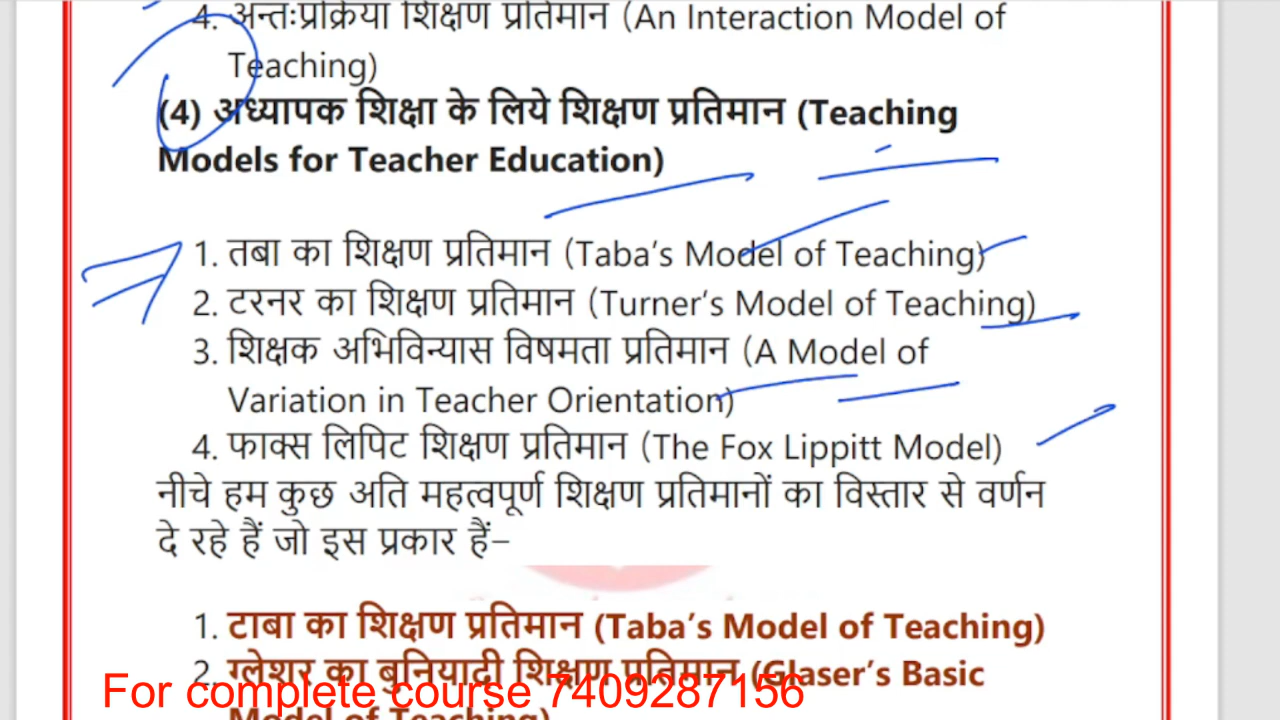 4. अन्तःप्रक्रिया शिक्षण प्रतिमान (An Interaction Model of
Teaching)
(4) अध्यापक शिक्षा के लिये शिक्षण प्रतिमान (Teaching
Models for Teacher Education)
1. तबा का शिक्षण प्रतिमान (Taba's Model of Teaching)
2. टरनर का शिक्षण प्रतिमान (Turner's Model of Teaching)
3. शिक्षक अभिविन्यास विषमता प्रतिमान (A Model of
Variation in Teacher Orientation)
4. फाक्स लिपिट शिक्षण प्रतिमान (The Fox Lippitt Model)
नीचे हम कुछ अति महत्वपूर्ण शिक्षण प्रतिमानों का विस्तार से वर्णन
दे रहे हैं जो इस प्रकार हैं–
1. टाबा का शिक्षण प्रतिमान (Taba's Model of Teaching)
2. ग्लेशर का बुनियादी शिक्षण प्रतिमान (Glaser's Basic
For complete course 7409287156
Model of Teaching)